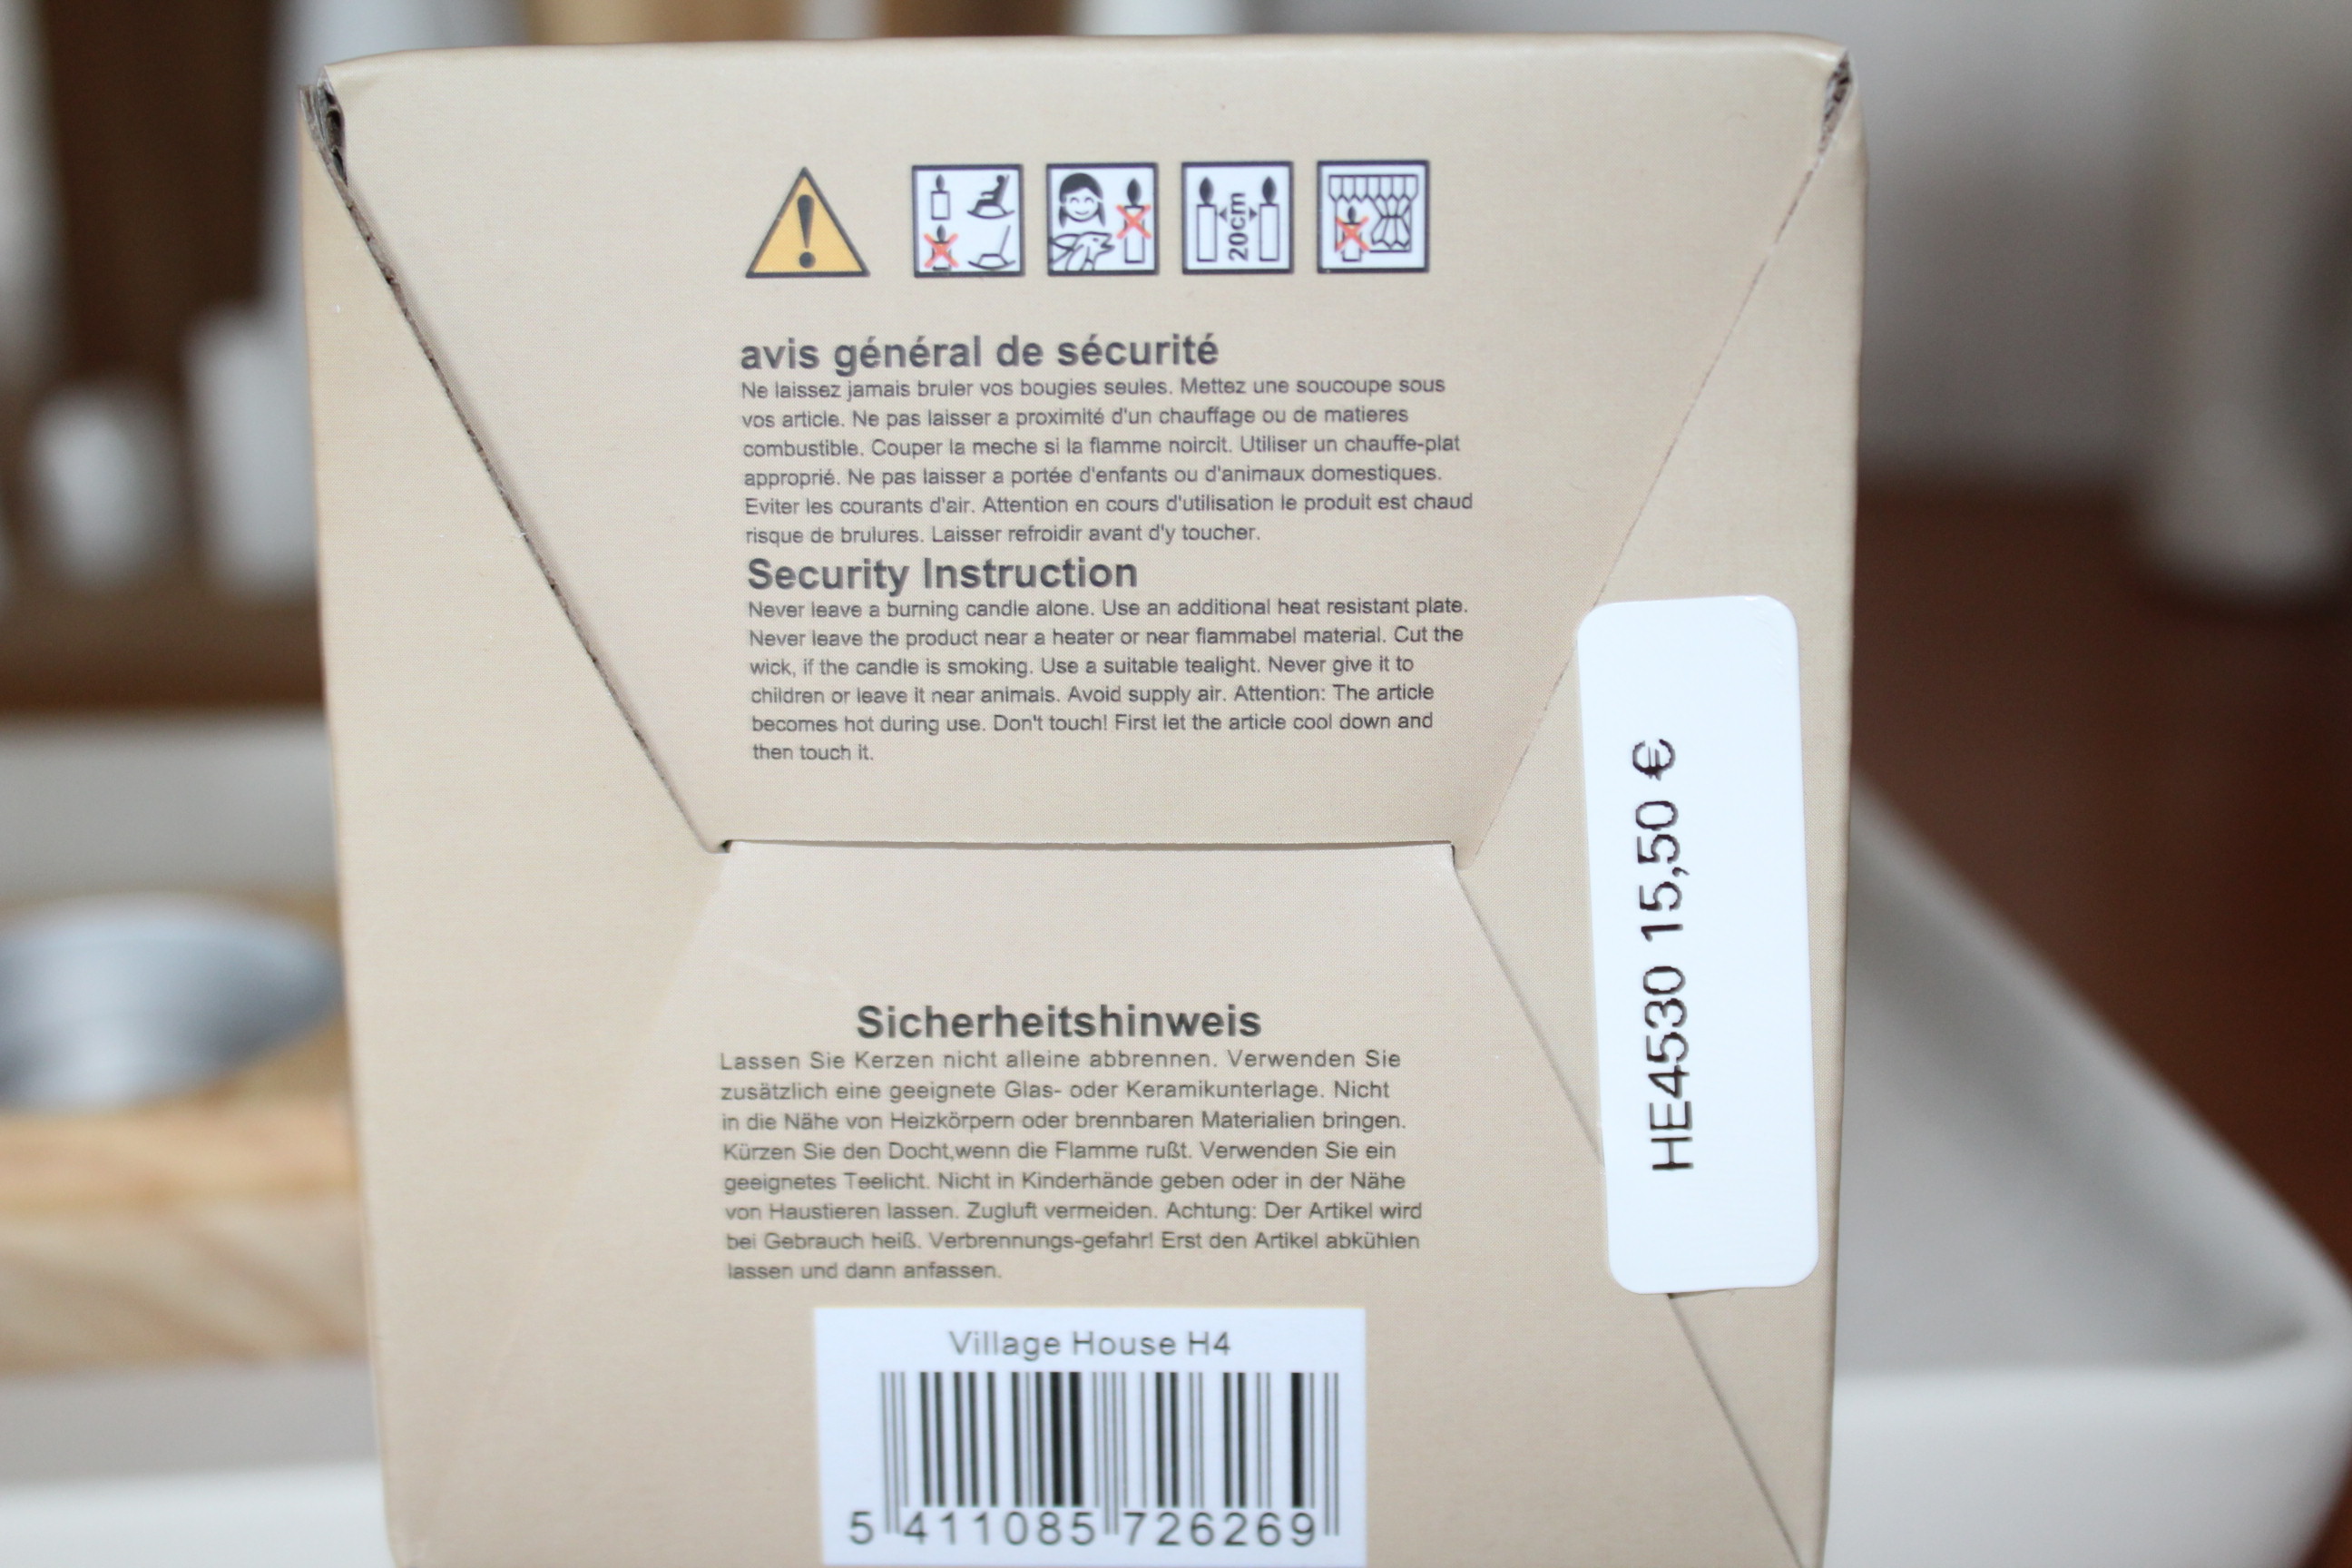 20cm
avis général de sécurité
Ne laissez jamais bruler vos bougies seules. Mettez une soucoupe sous
vos article. Ne pas laisser a proximité d'un chauffage ou de matieres
combustible. Couper la meche si la flamme noircit. Utiliser un chauffe-plat
approprié. Ne pas laisser a portée d'enfants ou d'animaux domestiques.
Eviter les courants d'air. Attention en cours d'utilisation le produit est chaud
risque de brulures. Laisser refroidir avant d'y toucher.
Security Instruction
Never leave a burning candle alone. Use an additional heat resistant plate.
Never leave the product near a heater or near flammabel material. Cut the
wick, if the candle is smoking. Use a suitable tealight. Never give it to
children or leave it near animals. Avoid supply air. Attention: The article
becomes hot during use. Don't touch! First let the article cool down and
then touch it.
HE4530 15,50 €
Sicherheitshinweis
Lassen Sie Kerzen nicht alleine abbrennen. Verwenden Sie
zusätzlich eine geeignete Glas- oder Keramikunterlage. Nicht
in die Nähe von Heizkörpern oder brennbaren Materialien bringen.
Kürzen Sie den Docht,wenn die Flamme rußt. Verwenden Sie ein
geeignetes Teelicht. Nicht in Kinderhände geben oder in der Nähe
von Haustieren lassen. Zugluft vermeiden. Achtung: Der Artikel wird
bei Gebrauch heiß. Verbrennungs-gefahr! Erst den Artikel abkühlen
lassen und dann anfassen.
Village House H4
5 411085 726269